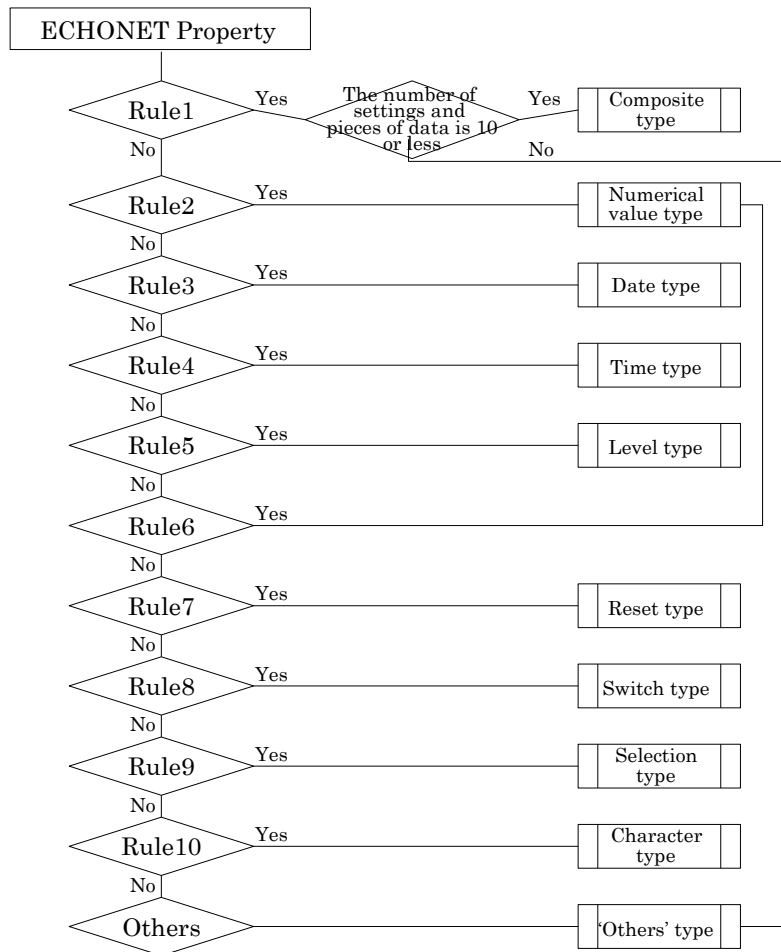 ECHONET Property
Rule1
Yes
The number of
settings and
pieces of data is 10
or less
Yes
Composite
type
No
No
Rule2
Yes
Numerical
value type
No
Rule3
Yes
Date type
No
Rule4
Yes
Time type
No
Rule5
Yes
Level type
No
Rule6
Yes
No
Rule7
Yes
Reset type
No
Rule8
Yes
Switch type
No
Rule9
Yes
Selection
type
No
Rule10
Yes
Character
type
No
Others
‘Others’ type